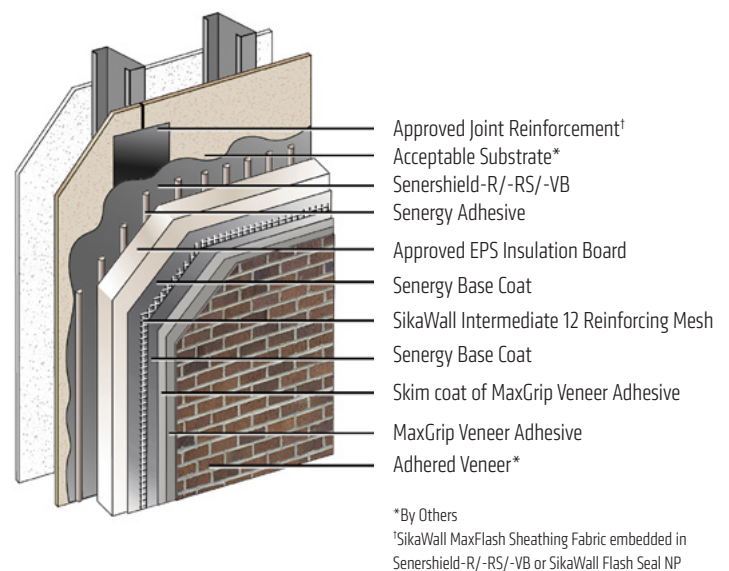 Approved Joint Reinforcement†
Acceptable Substrate*
Senershield-R/-RS/-VB
Senergy Adhesive
Approved EPS Insulation Board
Senergy Base Coat
SikaWall Intermediate 12 Reinforcing Mesh
Senergy Base Coat
Skim coat of MaxGrip Veneer Adhesive
MaxGrip Veneer Adhesive
Adhered Veneer*
*By Others
†SikaWall MaxFlash Sheathing Fabric embedded in
Senershield-R/-RS/-VB or SikaWall Flash Seal NP